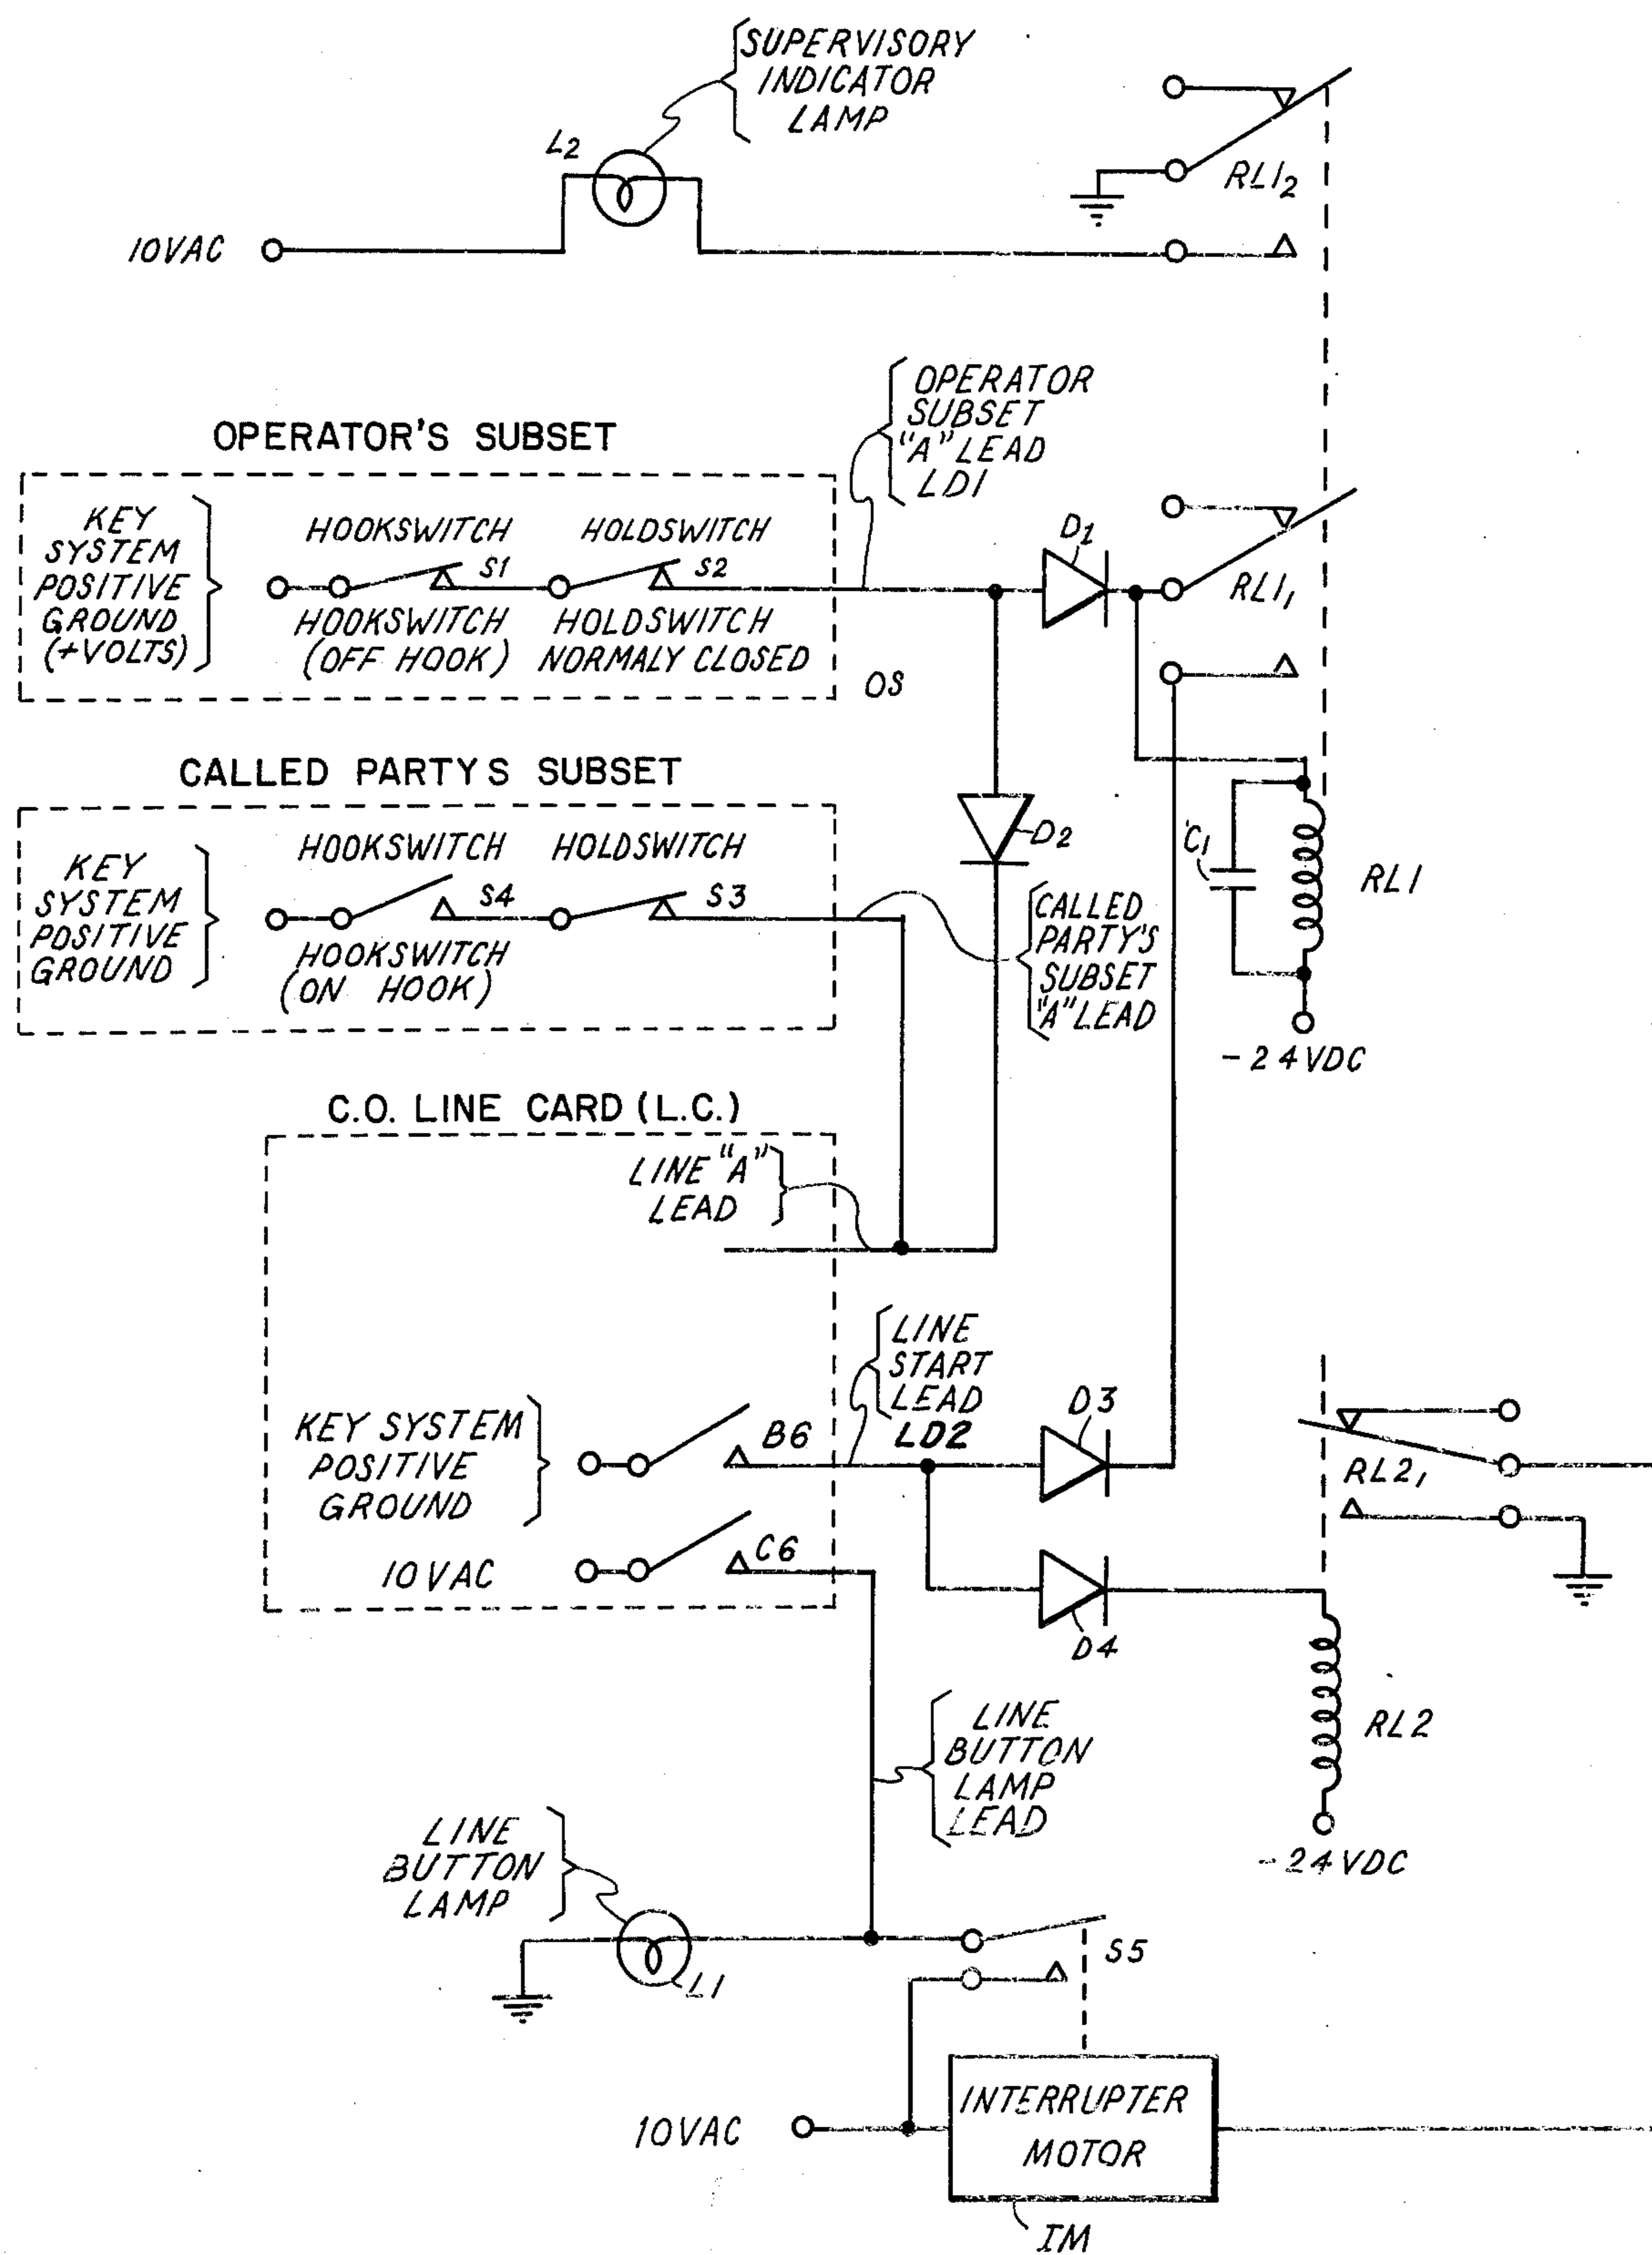 SUPERVISORY
INDICATOR
LAMP
L2
RL1₂
10VAC
OPERATOR
SUBSET
"A" LEAD
LD1
OPERATOR'S SUBSET
KEY
SYSTEM
POSITIVE
GROUND
(+VOLTS)
HOOKSWITCH
S1
HOOKSWITCH
(OFF HOOK)
HOLDSWITCH
S2
HOLDSWITCH
NORMALY CLOSED
OS
D1
RL1₁
CALLED PARTY S SUBSET
KEY
SYSTEM
POSITIVE
GROUND
HOOKSWITCH
S4
HOOKSWITCH
(ON HOOK)
HOLDSWITCH
S3
D2
C1
RL1
-24VDC
CALLED
PARTY'S
SUBSET
"A" LEAD
C.O. LINE CARD (L.C.)
LINE "A"
LEAD
LINE
START
LEAD
LD2
KEY SYSTEM
POSITIVE
GROUND
B6
D3
RL2₁
10VAC
C6
D4
RL2
-24VDC
LINE
BUTTON
LAMP
LEAD
LINE
BUTTON
LAMP
L1
S5
10VAC
INTERRUPTER
MOTOR
IM